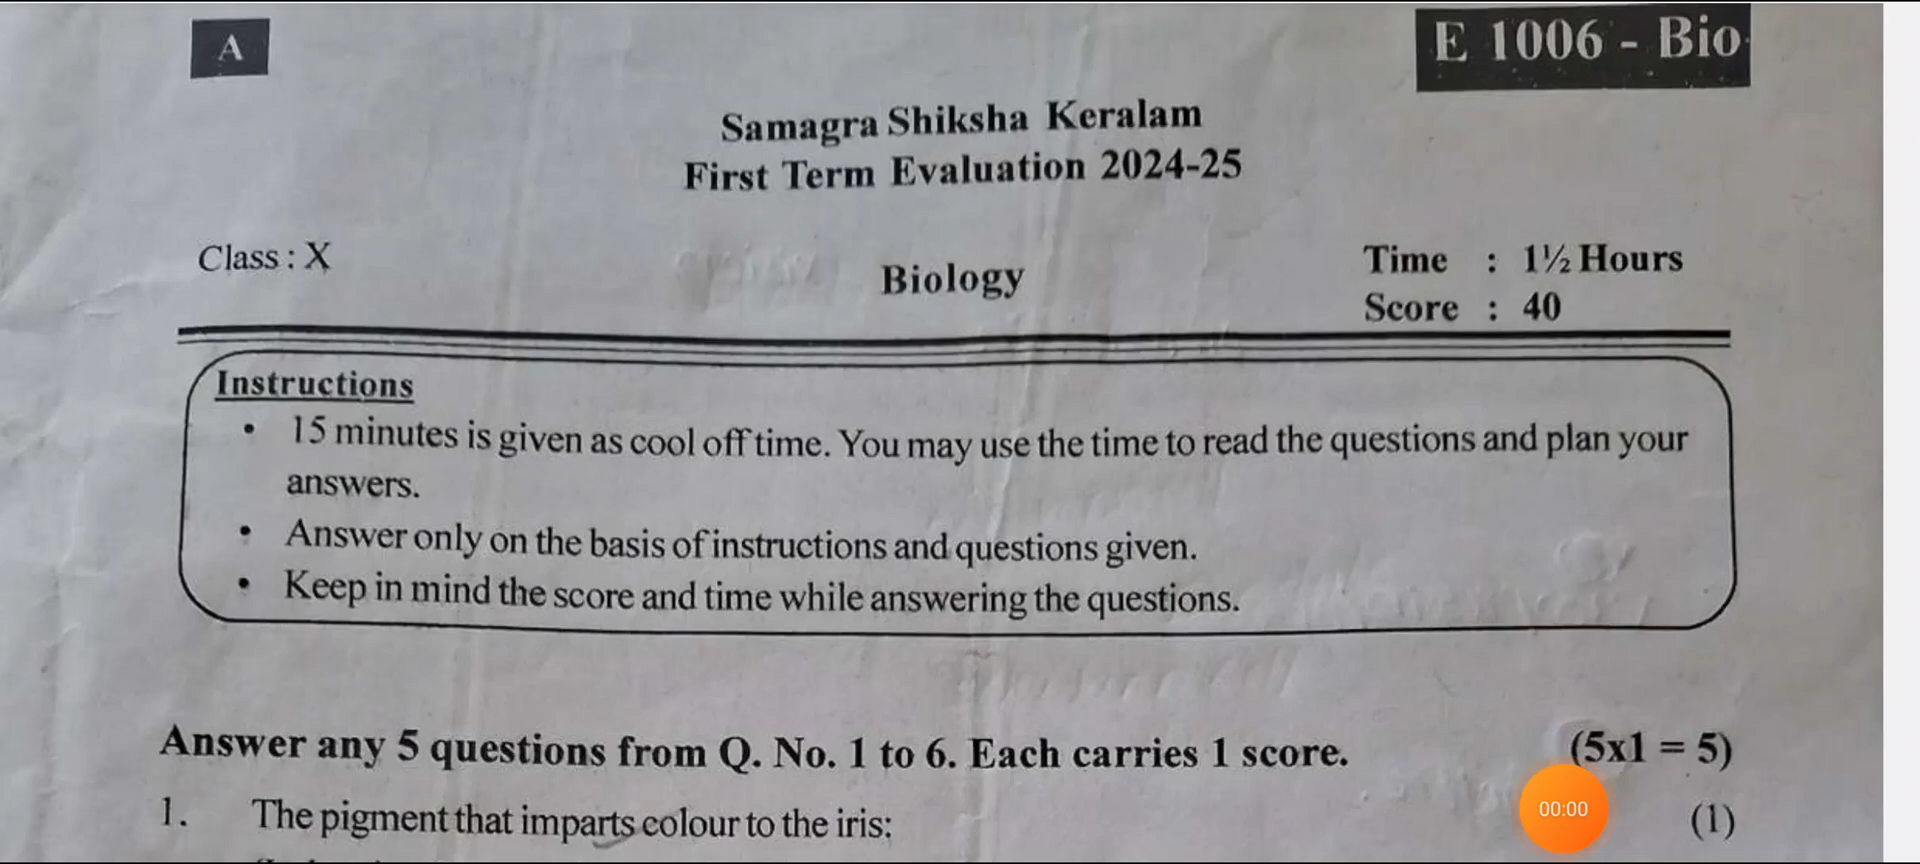 A
E 1006 - Bio
Samagra Shiksha Keralam
First Term Evaluation 2024-25
Class : X
Biology
Time : 1½ Hours
Score : 40
Instructions
• 15 minutes is given as cool off time. You may use the time to read the questions and plan your
answers.
• Answer only on the basis of instructions and questions given.
• Keep in mind the score and time while answering the questions.
Answer any 5 questions from Q. No. 1 to 6. Each carries 1 score. (5x1 = 5)
00:00
1. The pigment that imparts colour to the iris: (1)